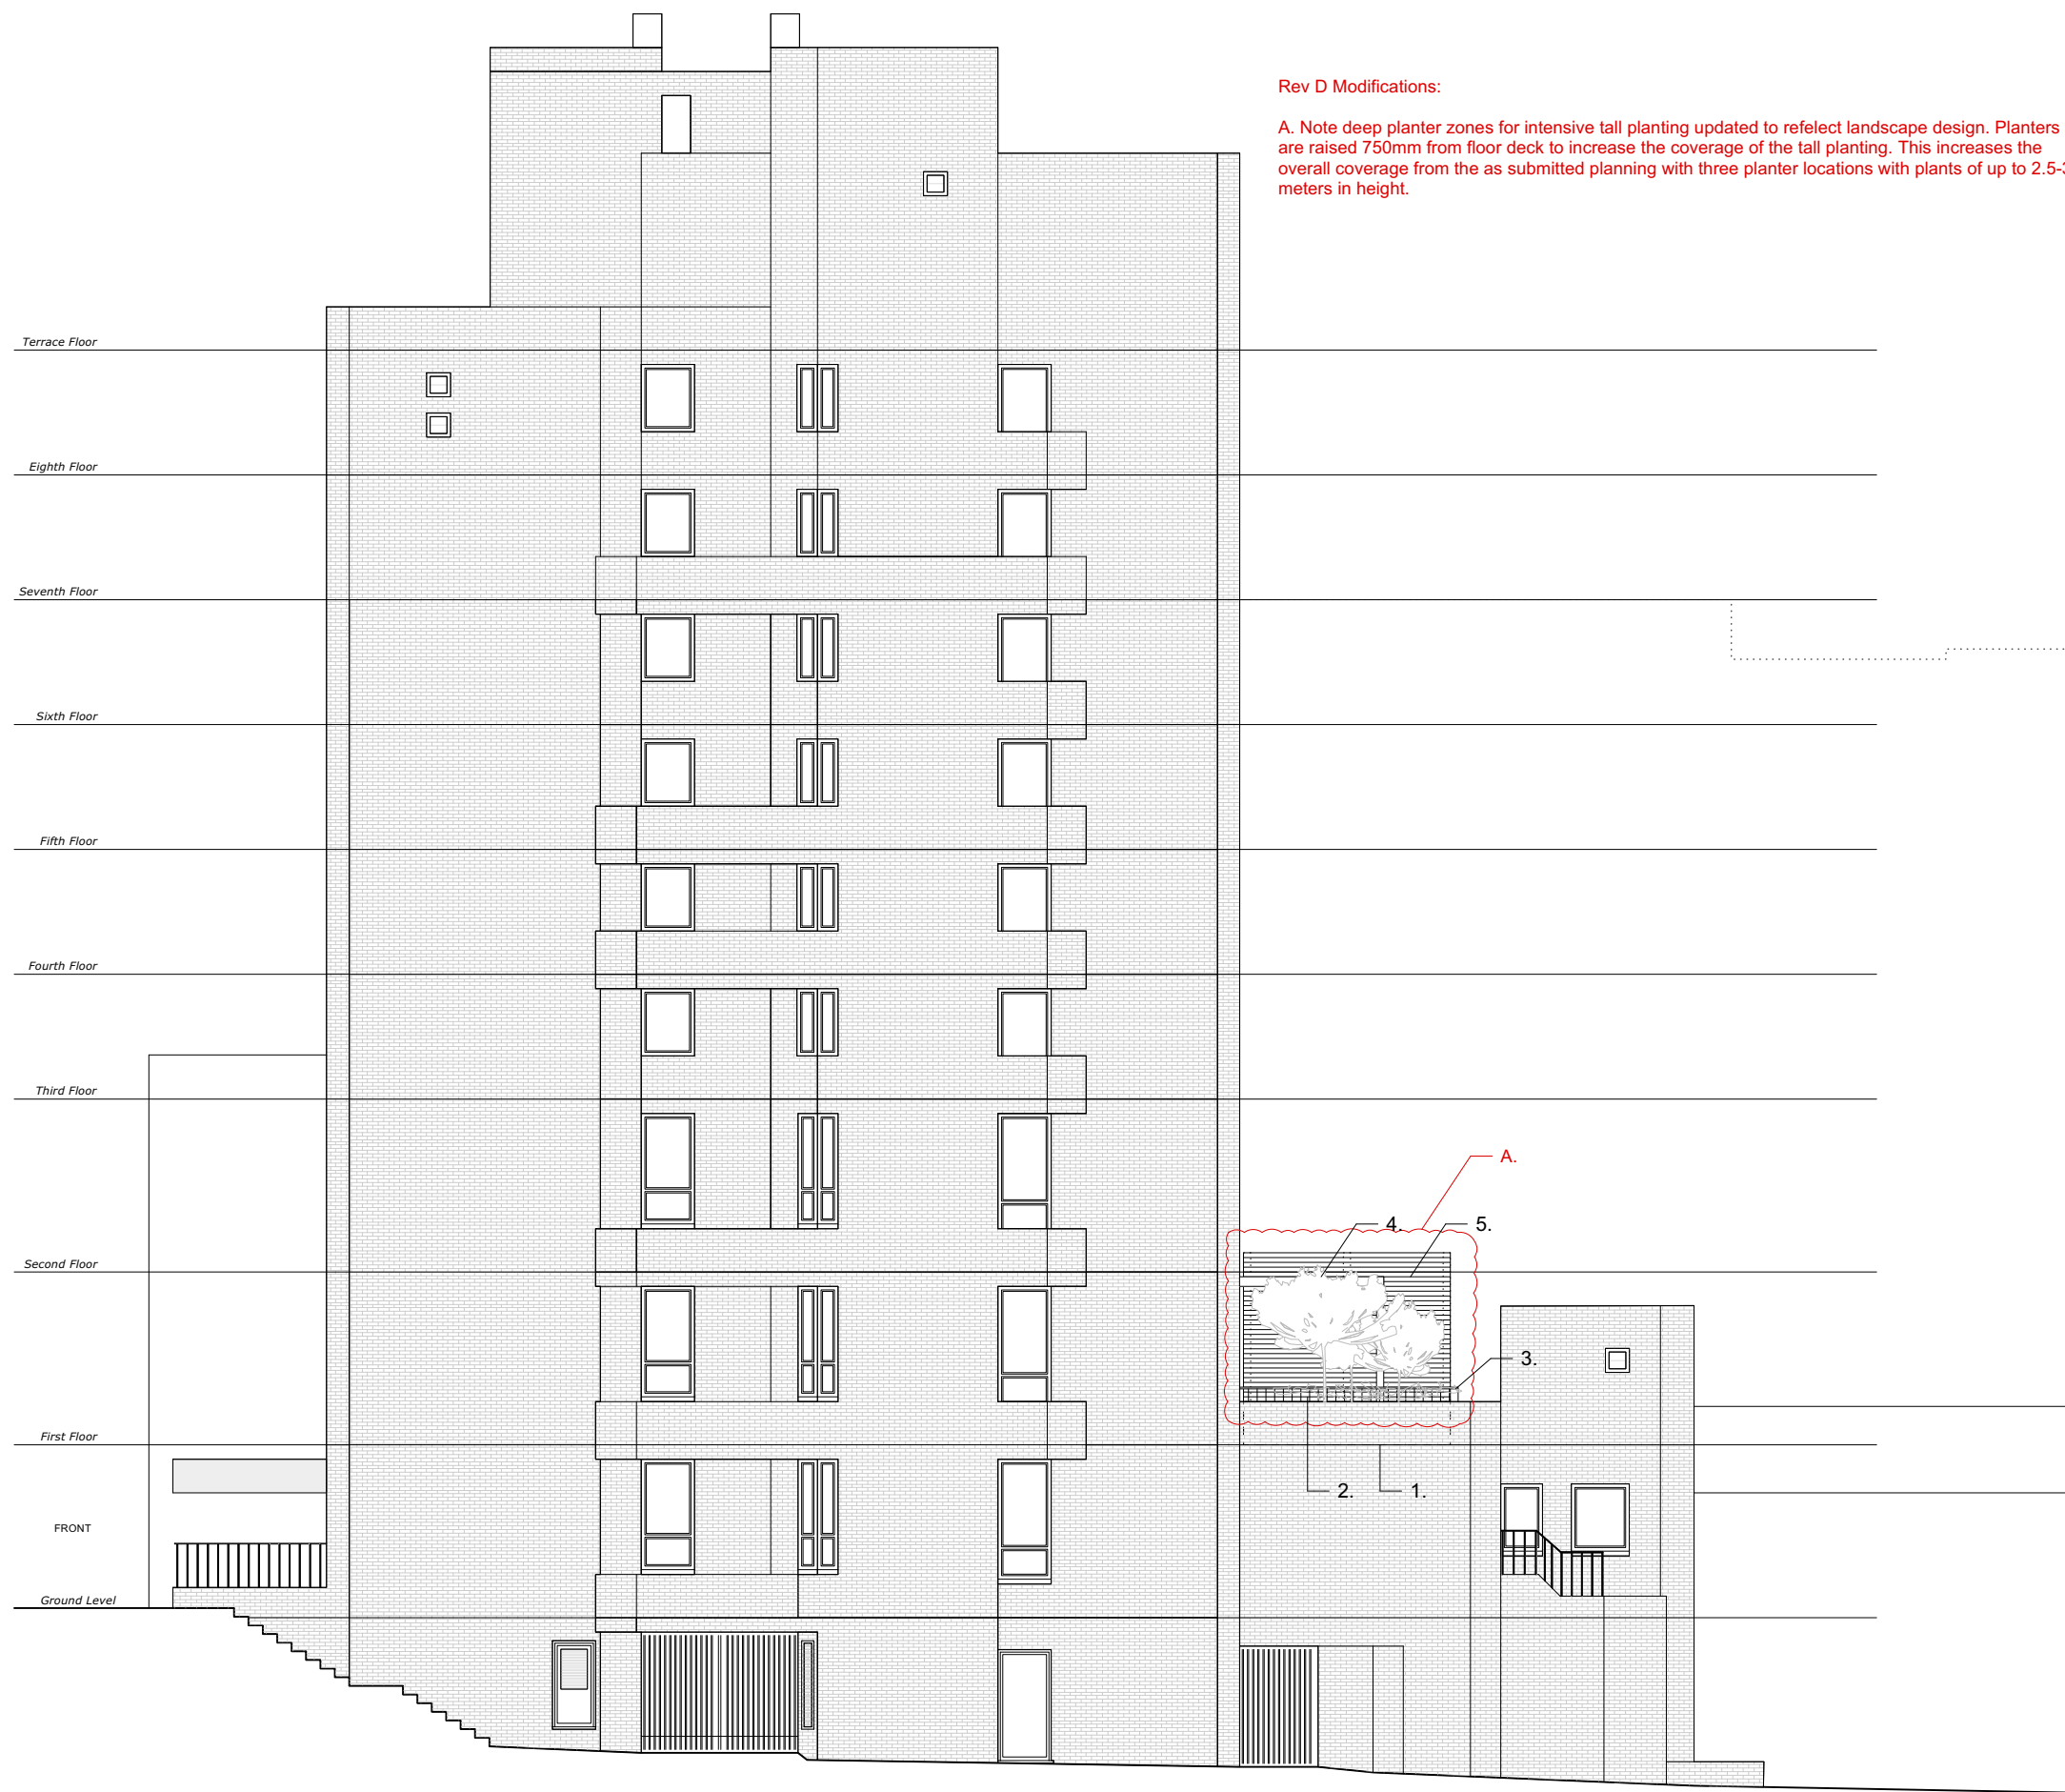 Rev D Modifications:
A. Note deep planter zones for intensive tall planting updated to refelect landscape design. Planters
are raised 750mm from floor deck to increase the coverage of the tall planting. This increases the
overall coverage from the as submitted planning with three planter locations with plants of up to
meters in height.
Terrace Floor
Eighth Floor
Seventh Floor
Sixth Floor
Fifth Floor
Fourth Floor
Third Floor
A.
4.
5.
Second Floor
3.
First Floor
2.
1.
FRONT
Ground Level